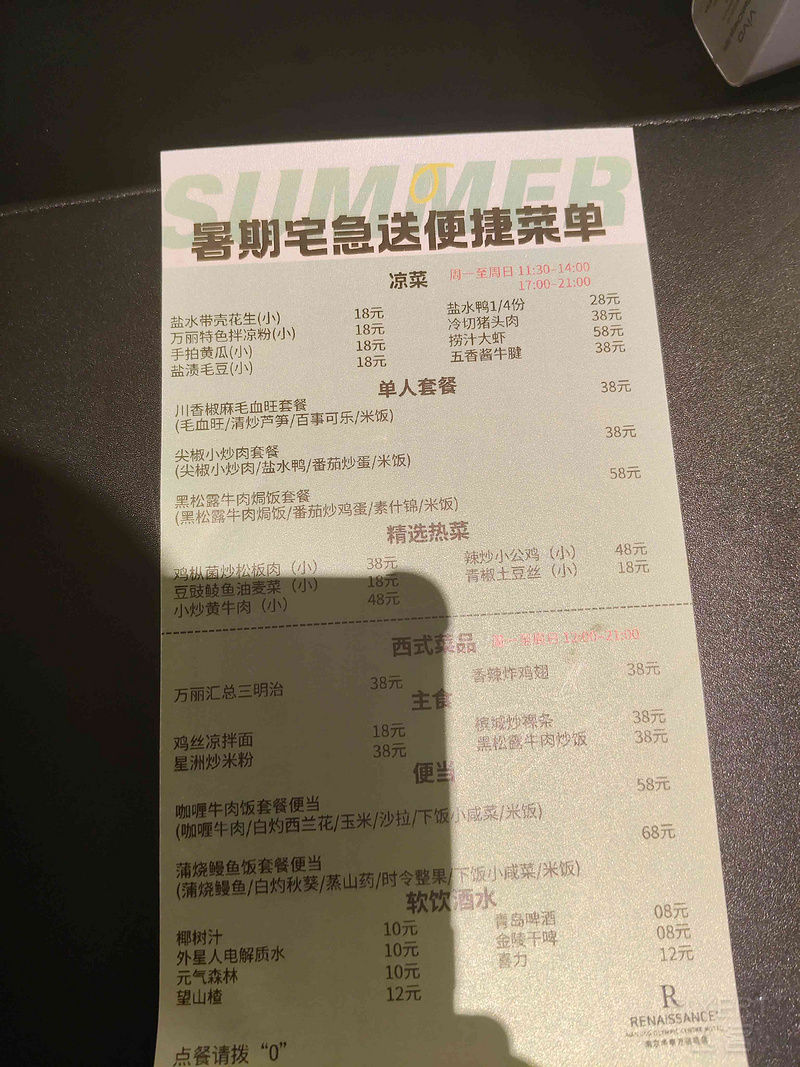 vivo
SUMMER
暑期宅急送便捷菜单
凉菜 周一至周日 11:30-14:00
17:00-21:00
盐水带壳花生(小) 18元 盐水鸭1/4份 28元
万丽特色拌凉粉(小) 18元 冷切猪头肉 38元
手拍黄瓜(小) 18元 捞汁大虾 58元
盐渍毛豆(小) 18元 五香酱牛腱 38元
单人套餐
川香椒麻毛血旺套餐 38元
(毛血旺/清炒芦笋/百事可乐/米饭)
尖椒小炒肉套餐 38元
(尖椒小炒肉/盐水鸭/番茄炒蛋/米饭)
黑松露牛肉焗饭套餐 58元
(黑松露牛肉焗饭/番茄炒鸡蛋/素什锦/米饭)
精选热菜
鸡枞菌炒松板肉（小） 38元 辣炒小公鸡（小） 48元
豆豉鲮鱼油麦菜（小） 18元 青椒土豆丝（小） 18元
小炒黄牛肉（小） 48元
西式菜品 周一至周日 12:00-21:00
万丽汇总三明治 38元 香辣炸鸡翅 38元
主食
鸡丝凉拌面 18元 槟城炒粿条 38元
星洲炒米粉 38元 黑松露牛肉炒饭 38元
便当
咖喱牛肉饭套餐便当 58元
(咖喱牛肉/白灼西兰花/玉米/沙拉/下饭小咸菜/米饭)
蒲烧鳗鱼饭套餐便当 68元
(蒲烧鳗鱼/白灼秋葵/蒸山药/时令整果/下饭小咸菜/米饭)
软饮酒水
椰树汁 10元 青岛啤酒 08元
外星人电解质水 10元 金陵干啤 08元
元气森林 10元 喜力 12元
望山楂 12元
点餐请拨“0”
R
RENAISSANCE
NANJING OLYMPIC CENTRE HOTEL